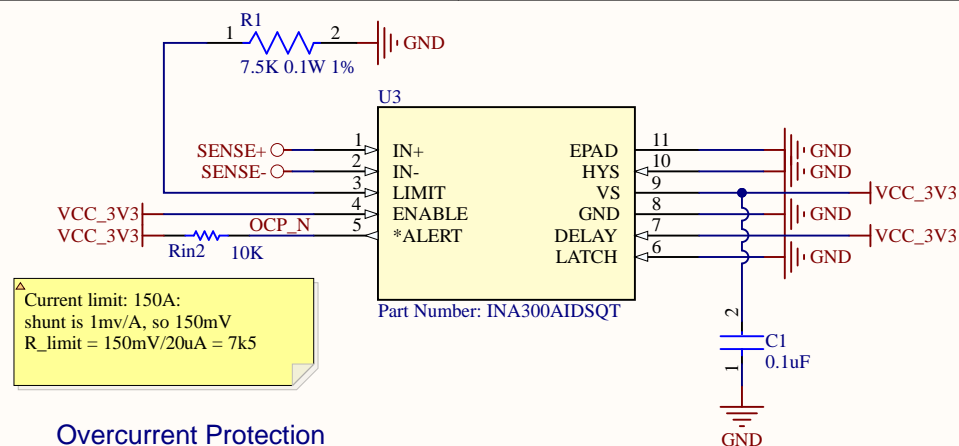 R1
1 2
GND
7.5K 0.1W 1%
U3
SENSE+ 1 IN+ EPAD 11 GND
SENSE- 2 IN- HYS 10 GND
3 LIMIT VS 9 VCC_3V3
VCC_3V3 4 ENABLE GND 8 GND
VCC_3V3 OCP_N 5 *ALERT DELAY 7 VCC_3V3
Rin2 10K LATCH 6 GND
Part Number: INA300AIDSQT
Current limit: 150A:
shunt is 1mv/A, so 150mV
R_limit = 150mV/20uA = 7k5
2
C1
0.1uF
1
GND
Overcurrent Protection